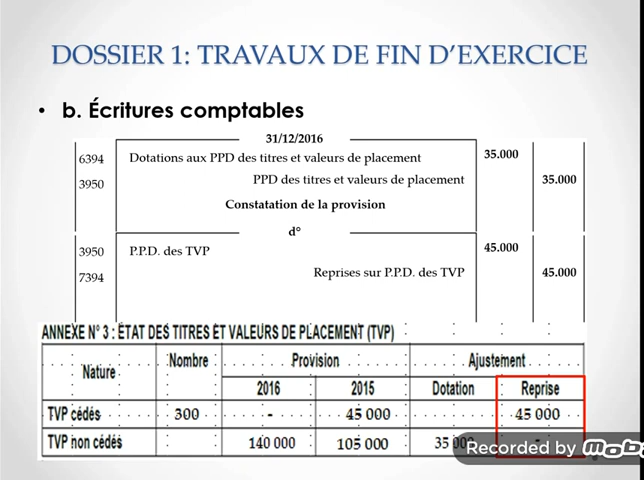 DOSSIER 1: TRAVAUX DE FIN D'EXERCICE
• b. Écritures comptables
31/12/2016
6394 Dotations aux PPD des titres et valeurs de placement 35.000
3950 PPD des titres et valeurs de placement 35.000
Constatation de la provision
d°
3950 P.P.D. des TVP 45.000
7394 Reprises sur P.P.D. des TVP 45.000
ANNEXE N° 3 : ÉTAT DES TITRES ET VALEURS DE PLACEMENT (TVP)
Nature Nombre Provision Ajustement
2016 2015 Dotation Reprise
TVP cédés 300 - 45 000 45 000
TVP non cédés 140 000 105 000 35 000 -
Recorded by